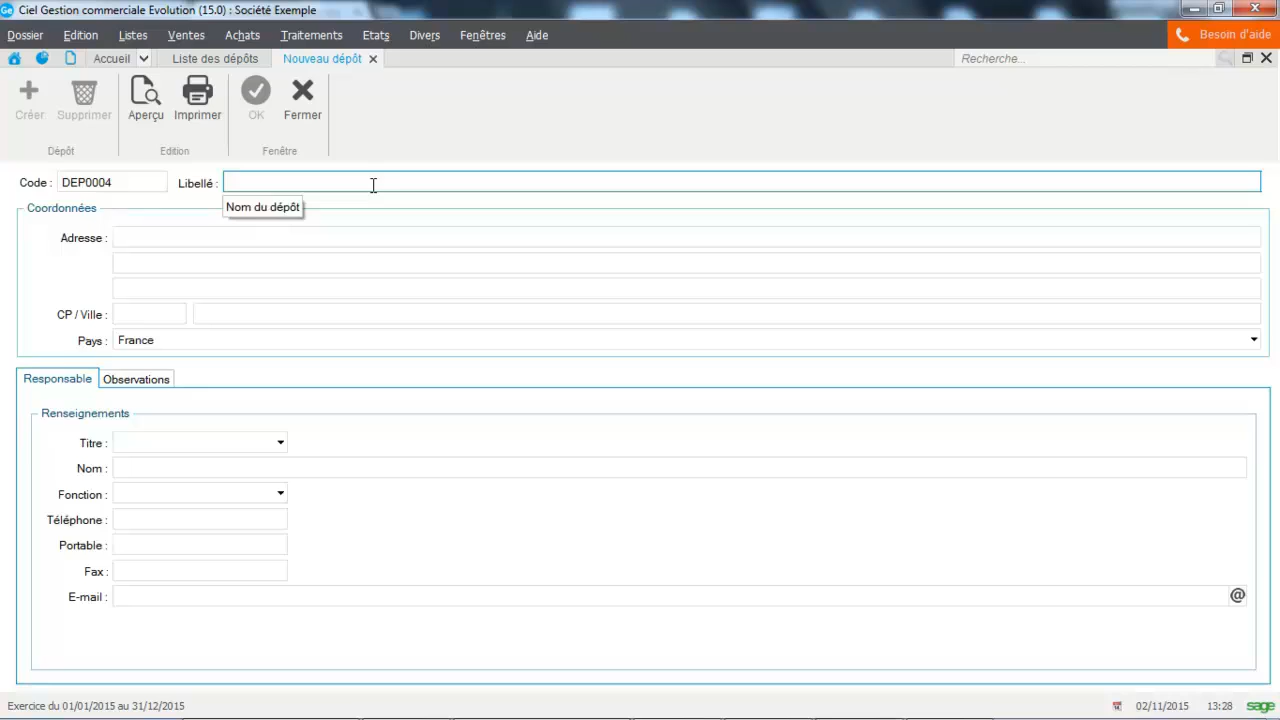 Ge Ciel Gestion commerciale Evolution (15.0) : Société Exemple
Dossier Edition Listes Ventes Achats Traitements Etats Divers Fenêtres Aide Besoin d'aide
Accueil Liste des dépôts Nouveau dépôt Recherche...
Créer Supprimer Aperçu Imprimer OK Fermer
Dépôt Edition Fenêtre
Code : DEP0004 Libellé :
Nom du dépôt
Coordonnées
Adresse :
CP / Ville :
Pays : France
Responsable Observations
Renseignements
Titre :
Nom :
Fonction :
Téléphone :
Portable :
Fax :
E-mail : @
Exercice du 01/01/2015 au 31/12/2015 02/11/2015 13:28 sage